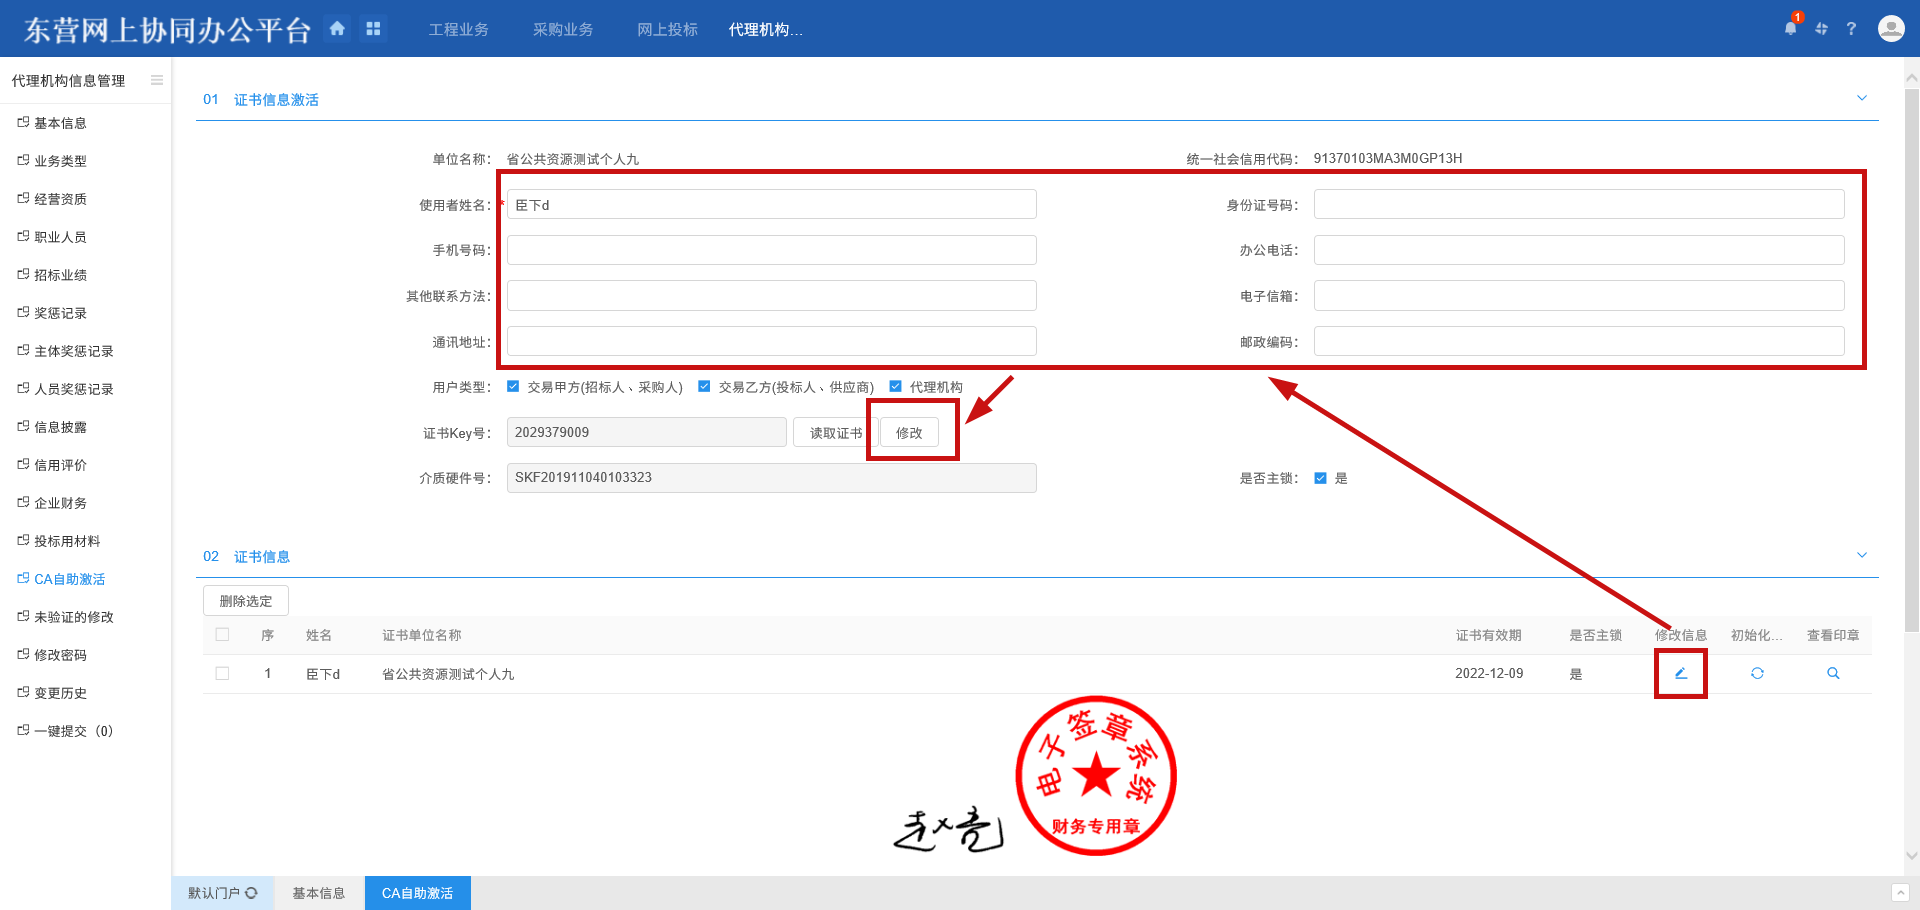 东营网上协同办公平台
工程业务 采购业务 网上投标 代理机构... 1 ?
代理机构信息管理
基本信息
业务类型
经营资质
职业人员
招标业绩
奖惩记录
主体奖惩记录
人员奖惩记录
信息披露
信用评价
企业财务
投标用材料
CA自助激活
未验证的修改
修改密码
变更历史
一键提交（0）
01 证书信息激活
单位名称： 省公共资源测试个人九 统一社会信用代码： 91370103MA3M0GP13H
使用者姓名：* 臣下d 身份证号码：
手机号码： 办公电话：
其他联系方法： 电子信箱：
通讯地址： 邮政编码：
用户类型： 交易甲方(招标人、采购人) 交易乙方(投标人、供应商) 代理机构
证书Key号： 2029379009 读取证书 修改
介质硬件号： SKF201911040103323 是否主锁： 是
02 证书信息
删除选定
序 姓名 证书单位名称 证书有效期 是否主锁 修改信息 初始化... 查看印章
1 臣下d 省公共资源测试个人九 2022-12-09 是
电子签章系统
财务专用章
赵亮
默认门户 基本信息 CA自助激活